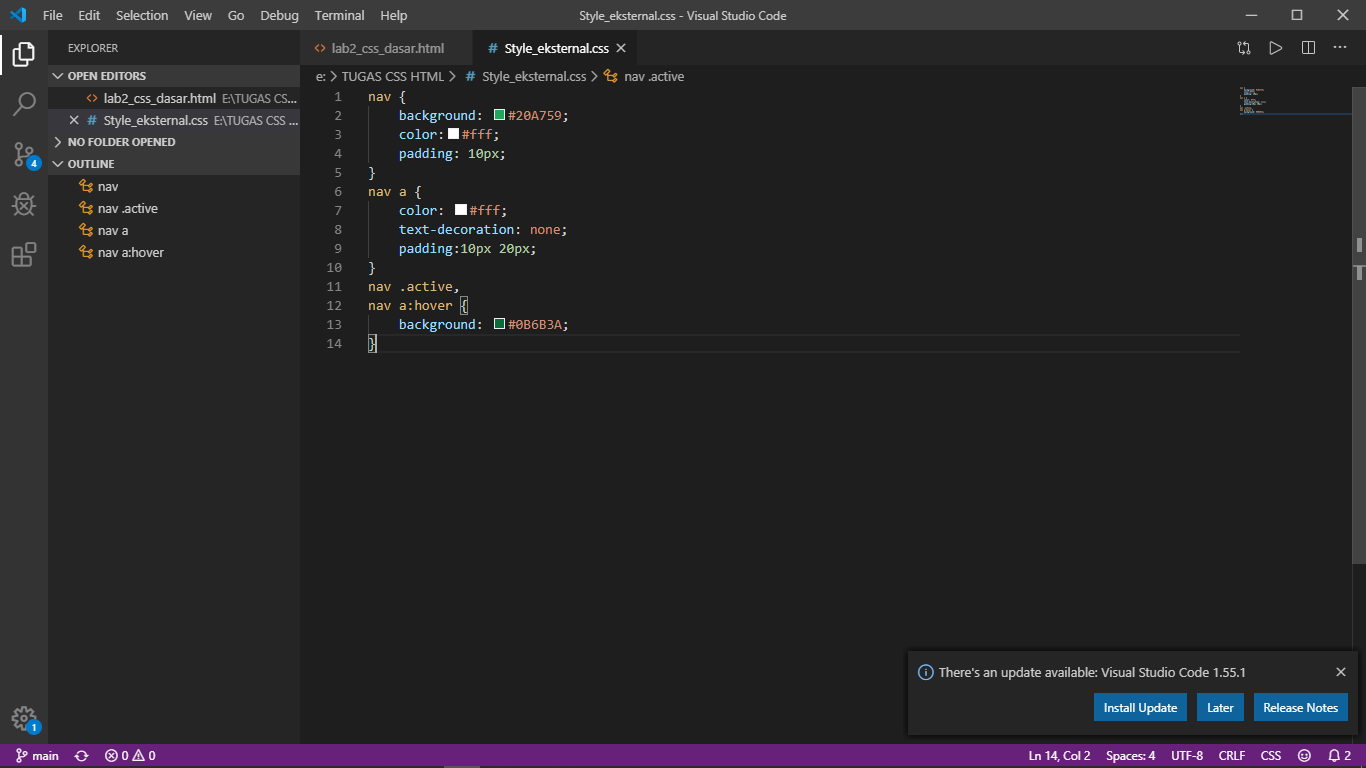 File Edit Selection View Go Debug Terminal Help Style_eksternal.css - Visual Studio Code
EXPLORER
OPEN EDITORS
lab2_css_dasar.html E:\TUGAS CS...
Style_eksternal.css E:\TUGAS CSS ...
NO FOLDER OPENED
OUTLINE
nav
nav .active
nav a
nav a:hover
4
1
lab2_css_dasar.html Style_eksternal.css
e: > TUGAS CSS HTML > # Style_eksternal.css > nav .active
1 nav {
2 background: #20A759;
3 color: #fff;
4 padding: 10px;
5 }
6 nav a {
7 color: #fff;
8 text-decoration: none;
9 padding:10px 20px;
10 }
11 nav .active,
12 nav a:hover {
13 background: #0B6B3A;
14 }
There's an update available: Visual Studio Code 1.55.1
Install Update Later Release Notes
main 0 0 Ln 14, Col 2 Spaces: 4 UTF-8 CRLF CSS 2